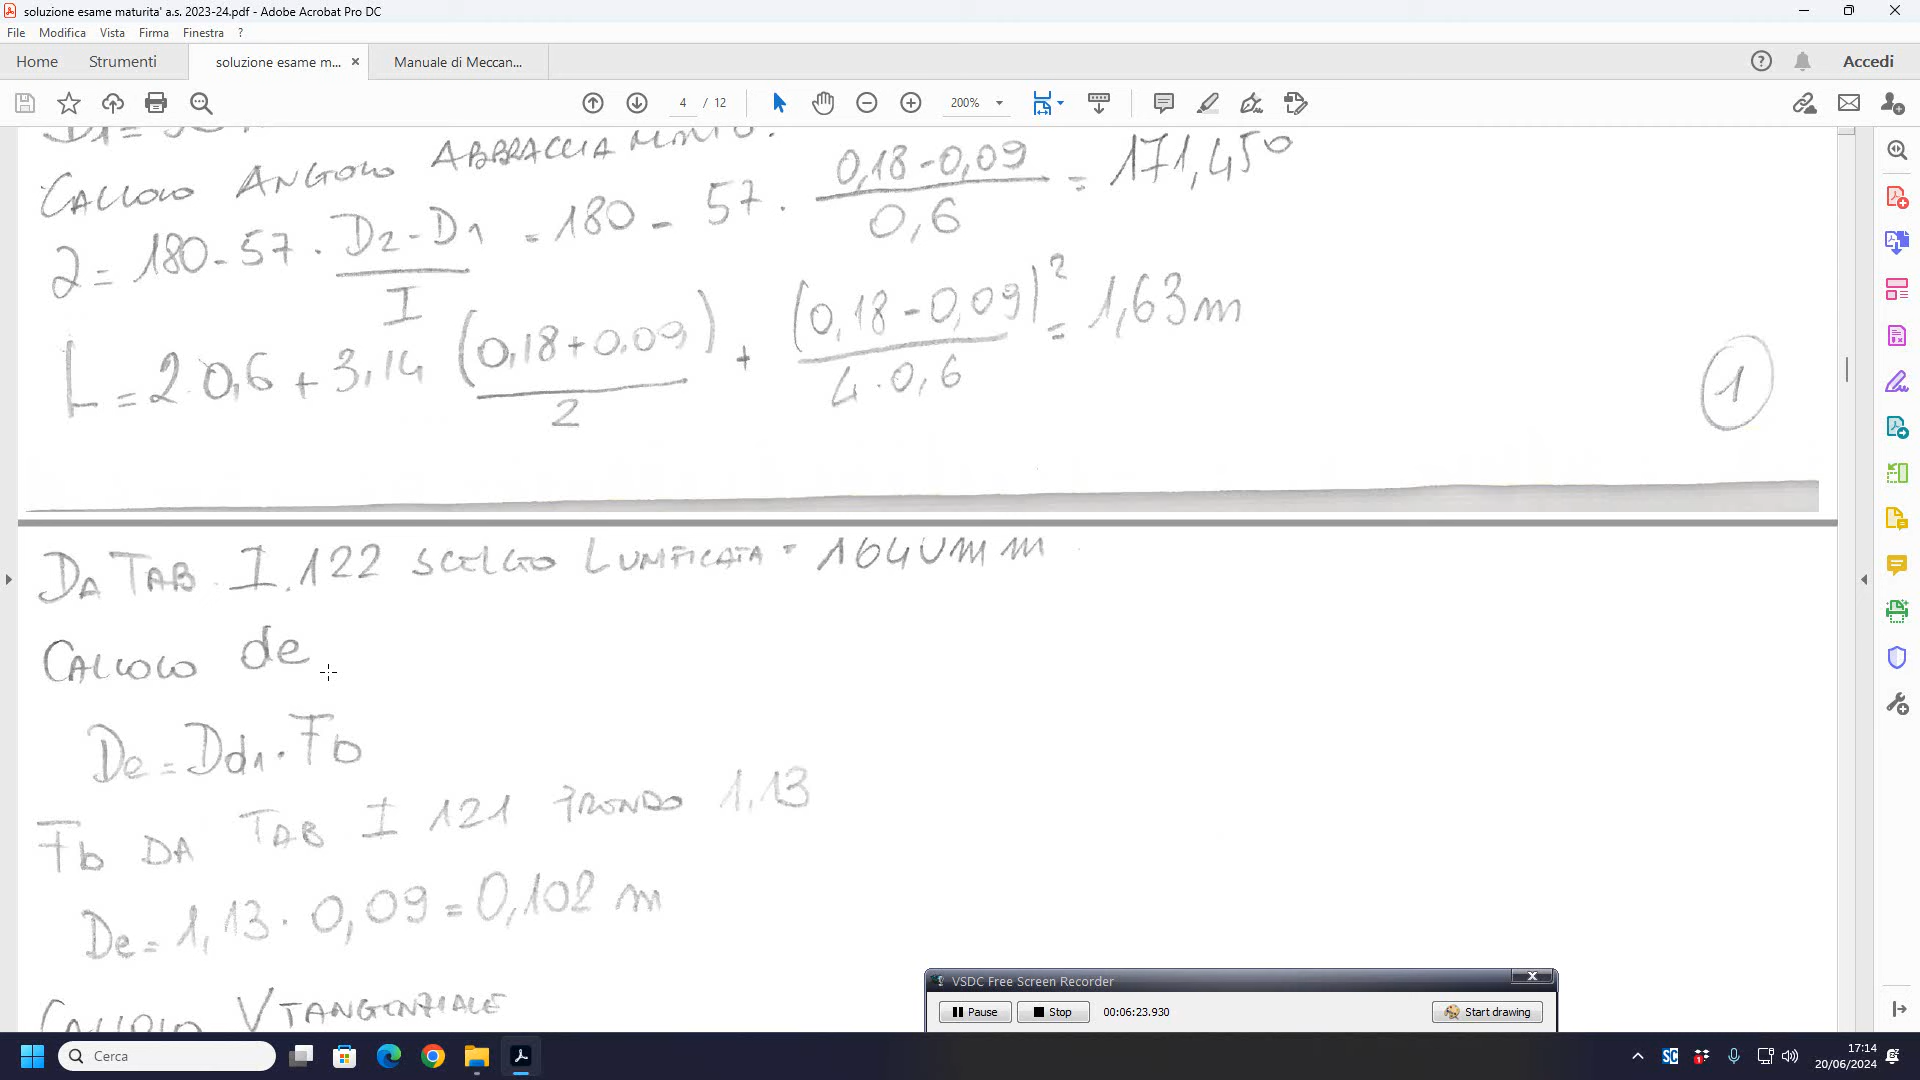 soluzione esame maturita' a.s. 2023-24.pdf - Adobe Acrobat Pro DC
File Modifica Vista Firma Finestra ?
Home Strumenti soluzione esame m... × Manuale di Meccan... Accedi
4 / 12 200%
CALCOLO ANGOLO ABBRACCIAMENTO:
2 = 180 - 57 · D2 - D1 / I = 180 - 57 · 0,18 - 0,09 / 0,6 = 171,45°
L = 2·0,6 + 3,14 (0,18 + 0,09) / 2 + (0,18 - 0,09)² / 4·0,6 = 1,63 m
1
DA TAB. I.122 SCELGO L UNIFICATA = 1640 mm
CALCOLO de
De = Dd1 · Fb
Fb DA TAB I 121 PRENDO 1,13
De = 1,13 · 0,09 = 0,102 m
CALCOLO V TANGENZIALE
VSDC Free Screen Recorder
Pause Stop 00:06:23.930 Start drawing
Cerca
17:14
20/06/2024